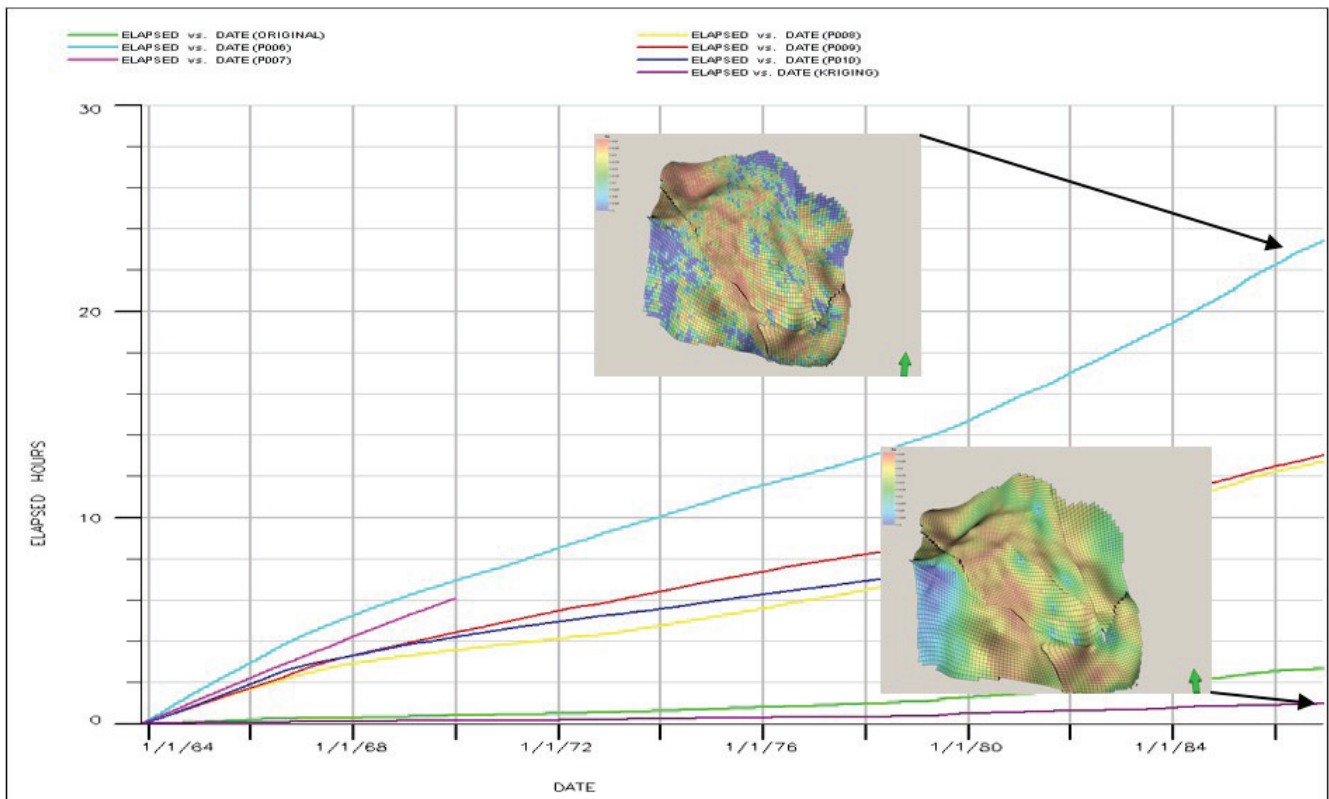 ELAPSED vs. DATE (ORIGINAL)
ELAPSED vs. DATE (P006)
ELAPSED vs. DATE (P007)
ELAPSED vs. DATE (P008)
ELAPSED vs. DATE (P009)
ELAPSED vs. DATE (P010)
ELAPSED vs. DATE (KRIGING)
30
20
10
0
ELAPSED HOURS
1/1/64
1/1/68
1/1/72
1/1/76
1/1/80
1/1/84
DATE